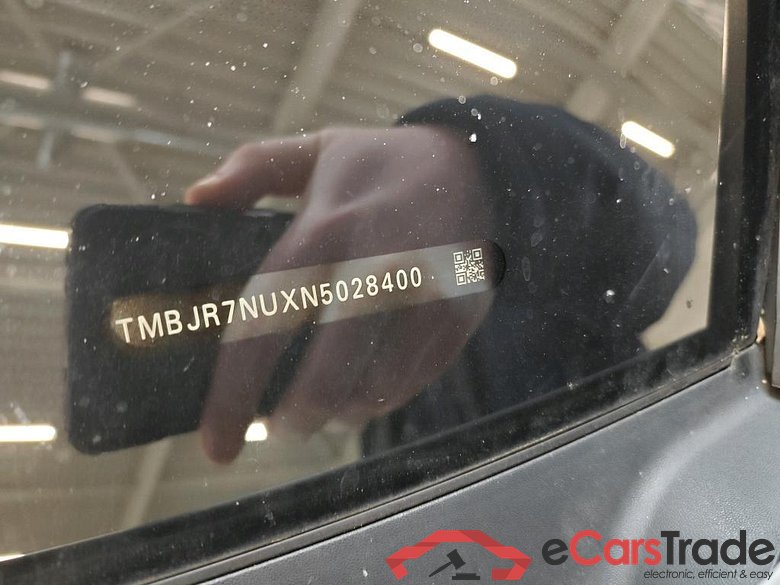 TMBJR7NUXN5028400
eCarsTrade
electronic, efficient & easy